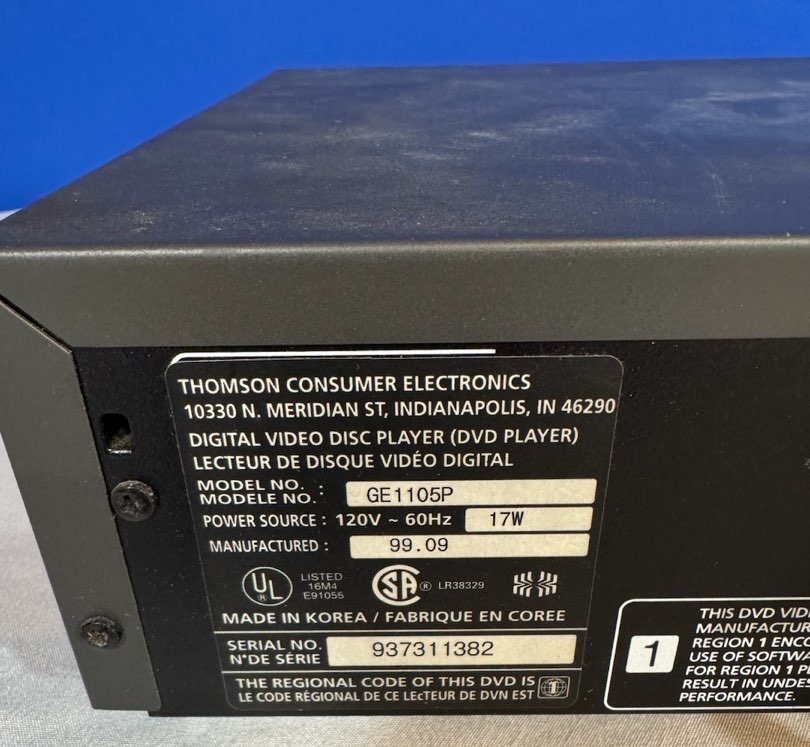 THOMSON CONSUMER ELECTRONICS
10330 N. MERIDIAN ST, INDIANAPOLIS, IN 46290
DIGITAL VIDEO DISC PLAYER (DVD PLAYER)
LECTEUR DE DISQUE VIDÉO DIGITAL
MODEL NO. :
MODELE NO. GE1105P
POWER SOURCE : 120V ~ 60Hz 17W
MANUFACTURED : 99.09
UL ® LISTED
16M4
E91055
SA ® LR38329
MADE IN KOREA / FABRIQUE EN COREE
SERIAL NO.
N°DE SÉRIE 937311382
THE REGIONAL CODE OF THIS DVD IS
LE CODE RÉGIONAL DE CE LECTEUR DE DVN EST 1
1
THIS DVD
MANUFACTUR
REGION 1
USE OF
FOR REGION 1
RESULT IN
PERFORMANCE.